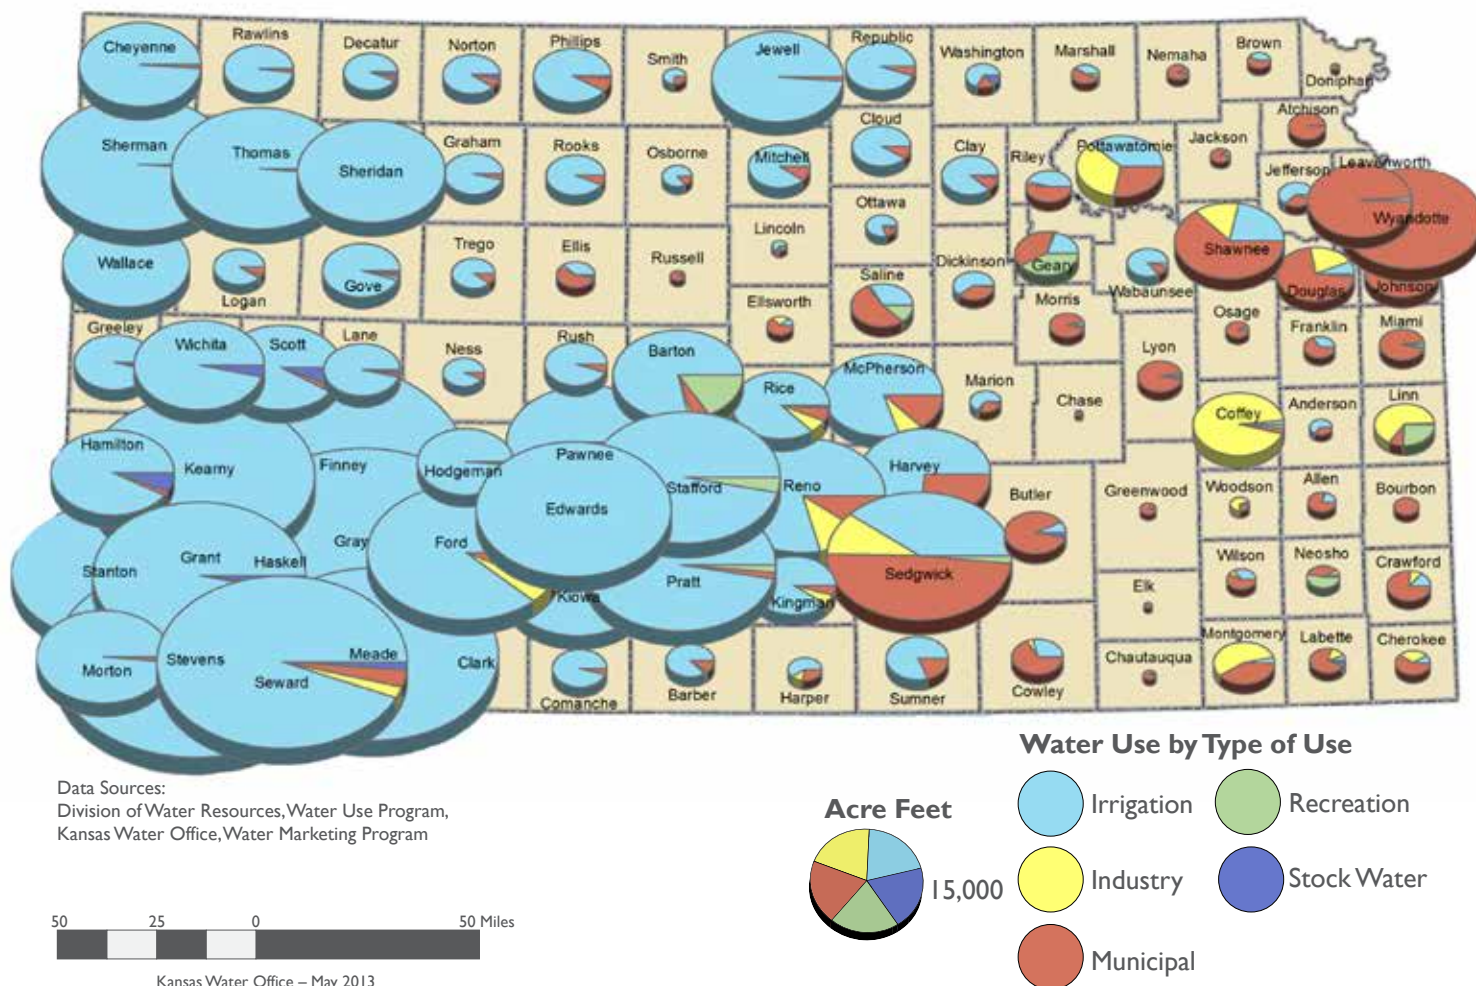 Cheyenne
Rawlins
Decatur
Norton
Phillips
Smith
Jewell
Republic
Washington
Marshall
Nemaha
Brown
Doniphan
Sherman
Thomas
Sheridan
Graham
Rooks
Osborne
Mitchell
Cloud
Clay
Riley
Pottawatomie
Jackson
Atchison
Jefferson
Leavenworth
Wyandotte
Wallace
Logan
Gove
Trego
Ellis
Russell
Lincoln
Ottawa
Saline
Dickinson
Geary
Wabaunsee
Shawnee
Douglas
Johnson
Greeley
Wichita
Scott
Lane
Ness
Rush
Barton
Ellsworth
Rice
McPherson
Marion
Morris
Chase
Lyon
Osage
Franklin
Miami
Coffey
Anderson
Linn
Hamilton
Kearny
Finney
Hodgeman
Pawnee
Edwards
Stafford
Reno
Harvey
Sedgwick
Butler
Greenwood
Woodson
Allen
Bourbon
Stanton
Grant
Haskell
Gray
Ford
Kiowa
Pratt
Kingman
Elk
Wilson
Neosho
Crawford
Morton
Stevens
Seward
Meade
Clark
Comanche
Barber
Harper
Sumner
Cowley
Chautauqua
Montgomery
Labette
Cherokee
Data Sources:
Division of Water Resources, Water Use Program,
Kansas Water Office, Water Marketing Program
50 25 0 50 Miles
Kansas Water Office – May 2013
Acre Feet
15,000
Water Use by Type of Use
Irrigation
Recreation
Industry
Stock Water
Municipal